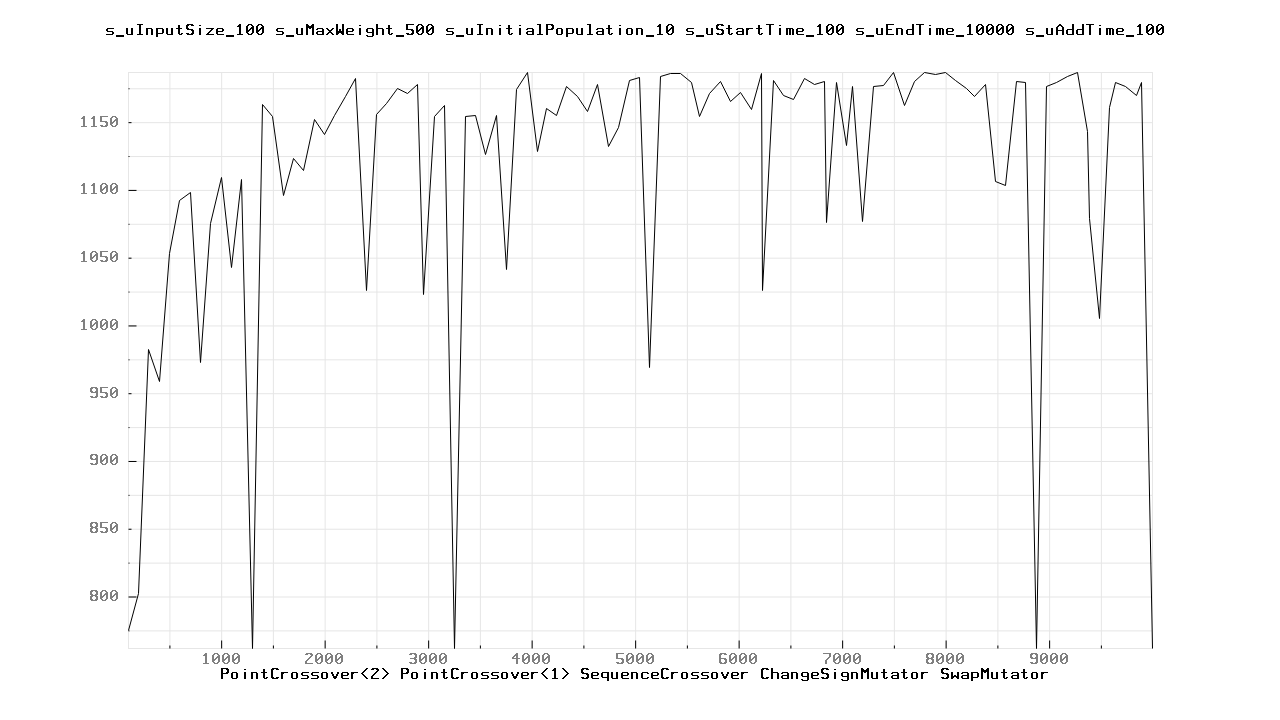 s_uInputSize_100 s_uMaxWeight_500 s_uInitialPopulation_10 s_uStartTime_100 s_uEndTime_10000 s_uAddTime_100
1150
1100
1050
1000
950
900
850
800
1000 2000 3000 4000 5000 6000 7000 8000 9000
PointCrossover<2> PointCrossover<1> SequenceCrossover ChangeSignMutator SwapMutator